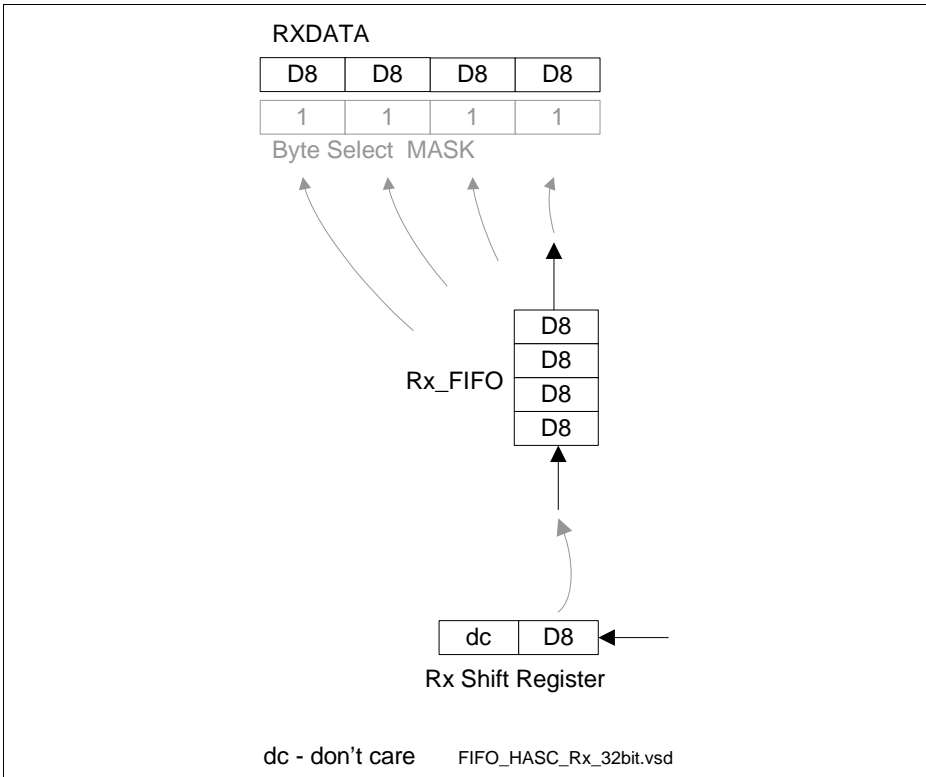 RXDATA
D8 D8 D8 D8
1 1 1 1
Byte Select MASK
D8
D8
Rx_FIFO
D8
D8
dc D8
Rx Shift Register
dc - don't care FIFO_HASC_Rx_32bit.vsd